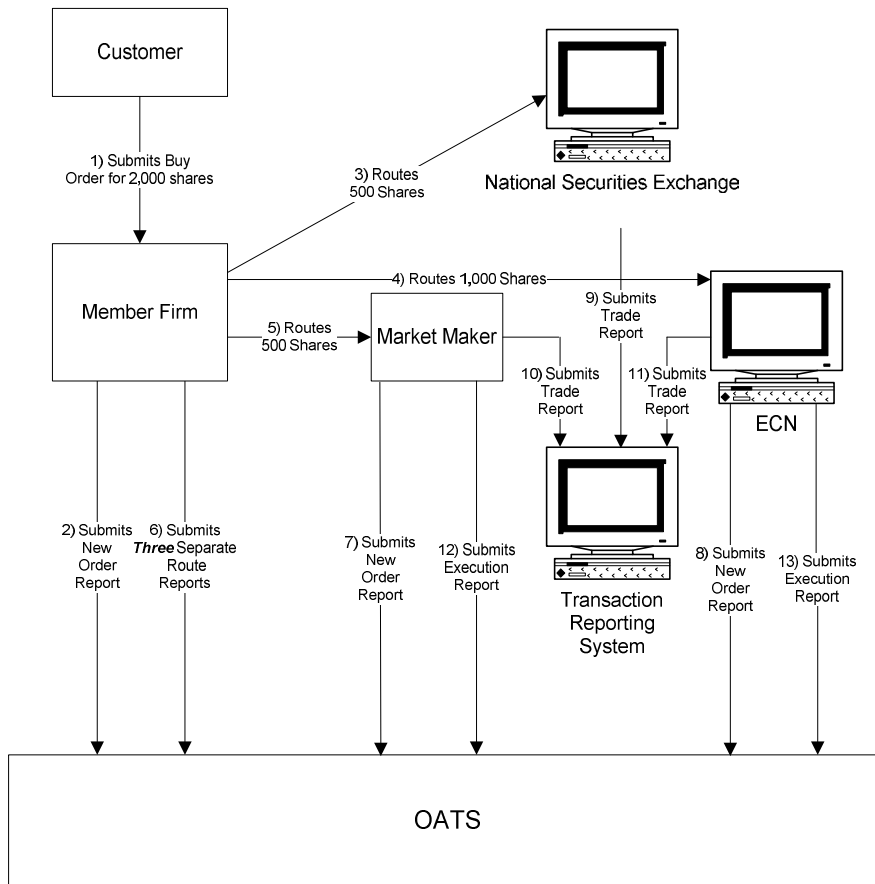 Customer
1) Submits Buy
Order for 2,000 shares
3) Routes
500 Shares
National Securities Exchange
Member Firm
4) Routes 1,000 Shares
5) Routes
500 Shares
Market Maker
9) Submits
Trade
Report
10) Submits
Trade
Report
11) Submits
Trade
Report
ECN
2) Submits
New
Order
Report
6) Submits
Three Separate
Route
Reports
7) Submits
New
Order
Report
12) Submits
Execution
Report
Transaction
Reporting
System
8) Submits
New
Order
Report
13) Submits
Execution
Report
OATS